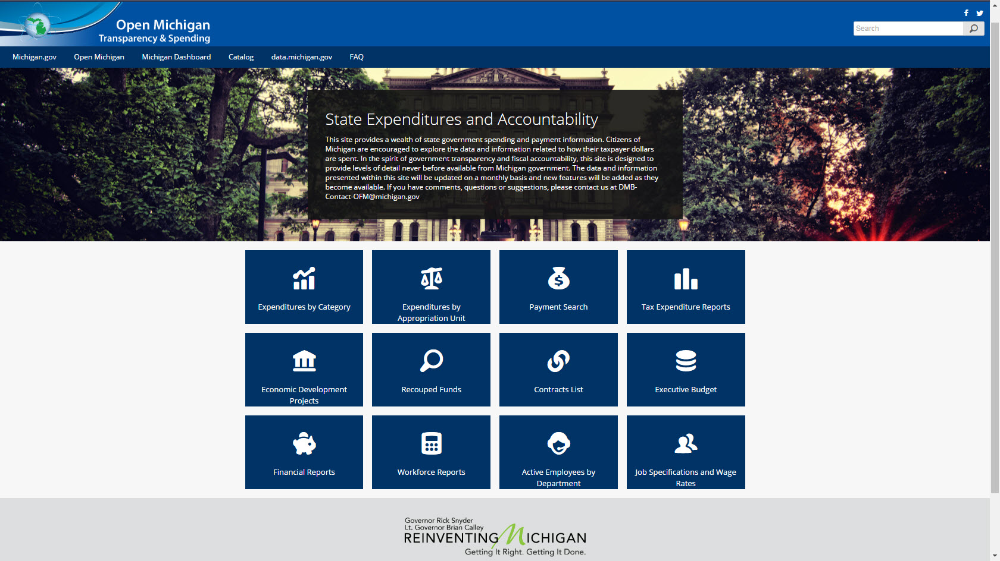 Open Michigan
Transparency & Spending
Search
Michigan.gov
Open Michigan
Michigan Dashboard
Catalog
data.michigan.gov
FAQ
State Expenditures and Accountability
This site provides a wealth of state government spending and payment information. Citizens of
Michigan are encouraged to explore the data and information related to how their taxpayer dollars
are spent. In the spirit of government transparency and fiscal accountability, this site is designed to
provide levels of detail never before available from Michigan government. The data and information
presented within this site will be updated on a monthly basis and new features will be added as they
become available. If you have comments, questions or suggestions, please contact us at DMB-
Contact-OFM@michigan.gov
Expenditures by Category
Expenditures by
Appropriation Unit
Payment Search
Tax Expenditure Reports
Economic Development
Projects
Recouped Funds
Contracts List
Executive Budget
Financial Reports
Workforce Reports
Active Employees by
Department
Job Specifications and Wage
Rates
Governor Rick Snyder
Lt. Governor Brian Calley
REINVENTING MICHIGAN
Getting It Right. Getting It Done.